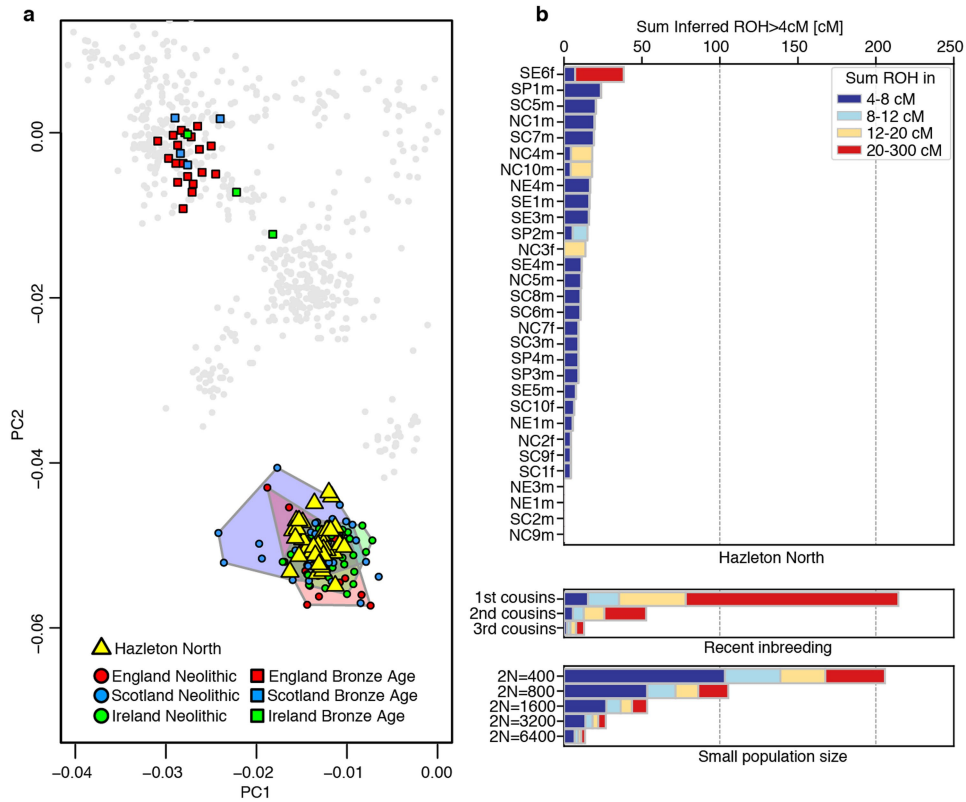 a
PC2
0.00
−0.02
−0.04
−0.06
Hazleton North
England Neolithic
England Bronze Age
Scotland Neolithic
Scotland Bronze Age
Ireland Neolithic
Ireland Bronze Age
−0.04
−0.03
−0.02
−0.01
0.00
PC1
b
Sum Inferred ROH>4cM [cM]
0
50
100
150
200
250
Sum ROH in
4-8 cM
8-12 cM
12-20 cM
20-300 cM
SE6f
SP1m
SC5m
NC1m
SC7m
NC4m
NC10m
NE4m
SE1m
SE3m
SP2m
NC3f
SE4m
NC5m
SC8m
SC6m
NC7f
SC3m
SP4m
SP3m
SE5m
SC10f
NE1m
NC2f
SC9f
SC1f
NE3m
NE1m
SC2m
NC9m
Hazleton North
1st cousins
2nd cousins
3rd cousins
Recent inbreeding
2N=400
2N=800
2N=1600
2N=3200
2N=6400
Small population size